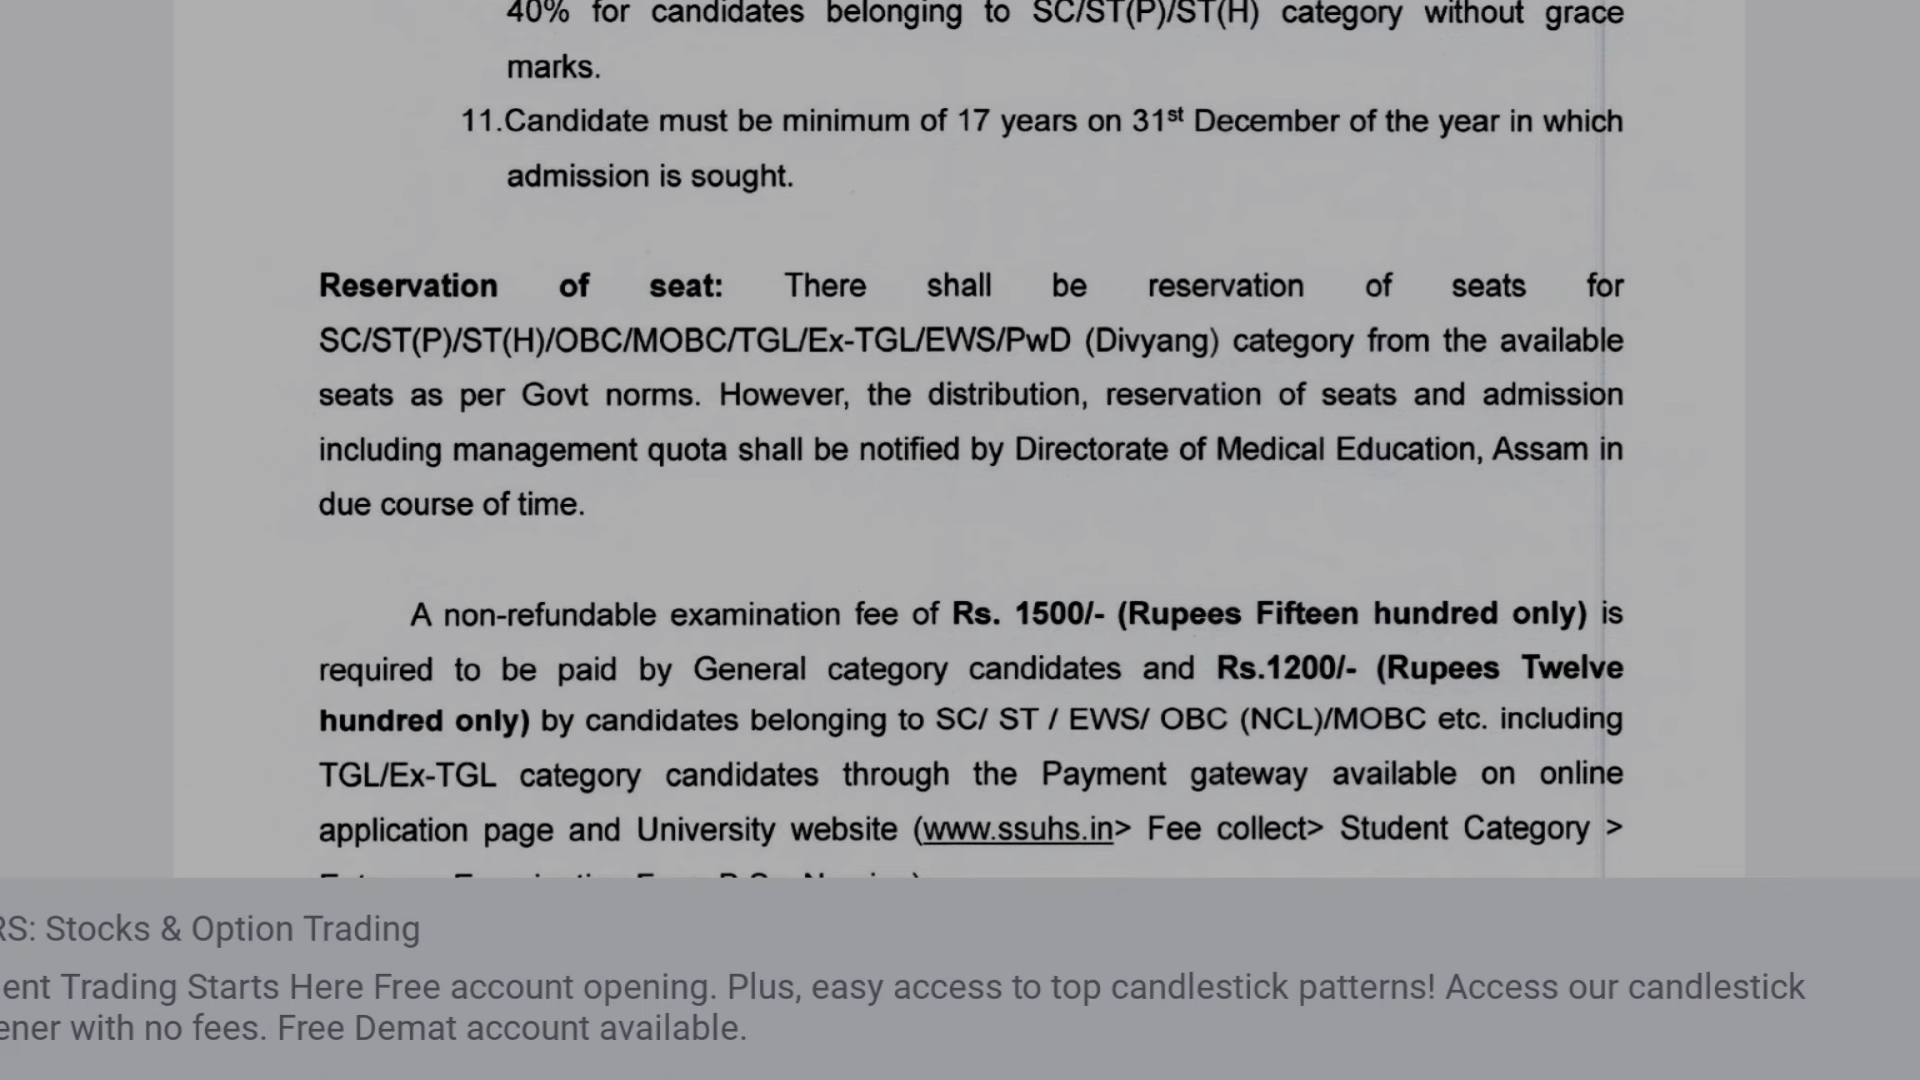 40% for candidates belonging to SC/ST(P)/ST(H) category without grace
marks.
11.Candidate must be minimum of 17 years on 31st December of the year in which
admission is sought.
Reservation of seat: There shall be reservation of seats for
SC/ST(P)/ST(H)/OBC/MOBC/TGL/Ex-TGL/EWS/PwD (Divyang) category from the available
seats as per Govt norms. However, the distribution, reservation of seats and admission
including management quota shall be notified by Directorate of Medical Education, Assam in
due course of time.
A non-refundable examination fee of Rs. 1500/- (Rupees Fifteen hundred only) is
required to be paid by General category candidates and Rs.1200/- (Rupees Twelve
hundred only) by candidates belonging to SC/ ST / EWS/ OBC (NCL)/MOBC etc. including
TGL/Ex-TGL category candidates through the Payment gateway available on online
application page and University website (www.ssuhs.in> Fee collect> Student Category >
RS: Stocks & Option Trading
ent Trading Starts Here Free account opening. Plus, easy access to top candlestick patterns! Access our candlestick
ener with no fees. Free Demat account available.